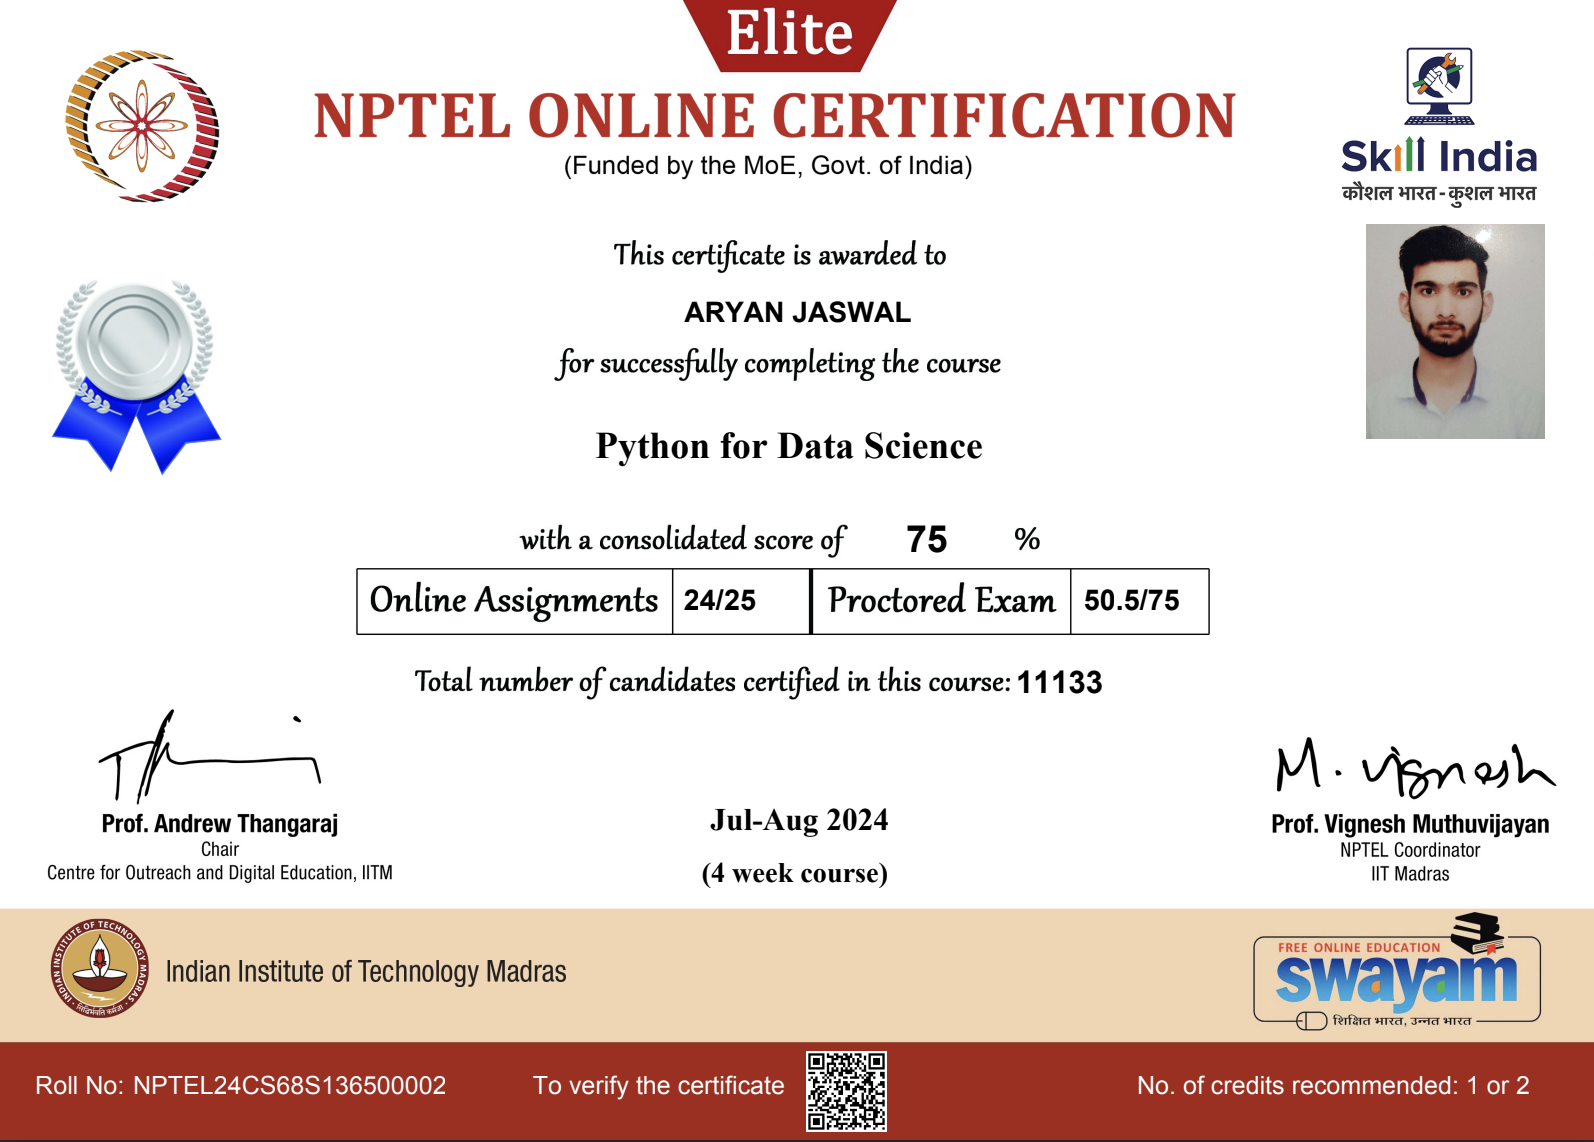 Elite
NPTEL ONLINE CERTIFICATION
(Funded by the MoE, Govt. of India)
Skill India
कौशल भारत - कुशल भारत
This certificate is awarded to
ARYAN JASWAL
for successfully completing the course
Python for Data Science
with a consolidated score of 75 %
Online Assignments 24/25 Proctored Exam 50.5/75
Total number of candidates certified in this course: 11133
M. Vignesh
Prof. Andrew Thangaraj
Chair
Centre for Outreach and Digital Education, IITM
Jul-Aug 2024
(4 week course)
Prof. Vignesh Muthuvijayan
NPTEL Coordinator
IIT Madras
INDIAN INSTITUTE OF TECHNOLOGY MADRAS
सिद्धिर्भवति कर्मजा
Indian Institute of Technology Madras
FREE ONLINE EDUCATION
swayam
शिक्षित भारत, उन्नत भारत
Roll No: NPTEL24CS68S136500002
To verify the certificate
No. of credits recommended: 1 or 2